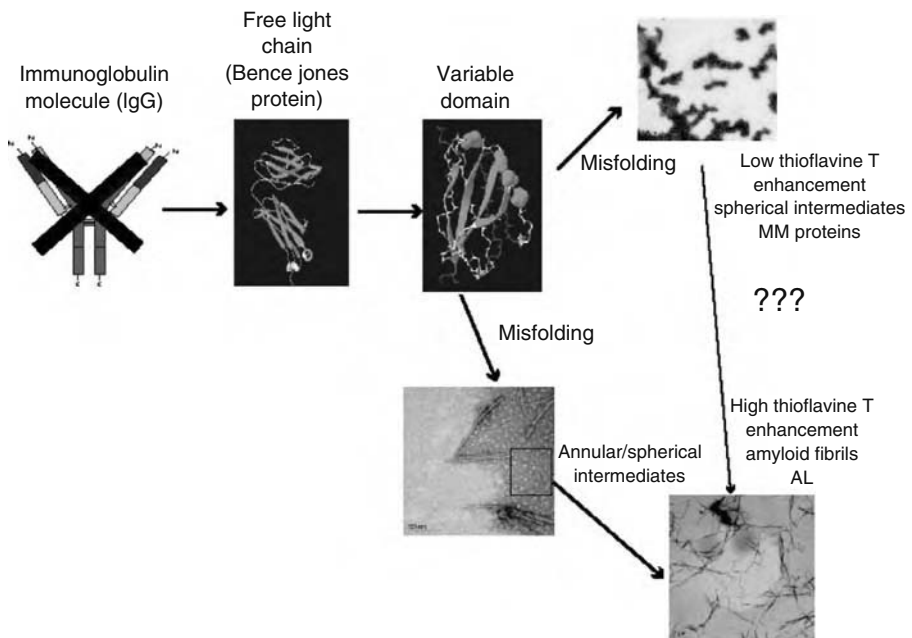 Immunoglobulin
molecule (IgG)
Free light
chain
(Bence jones
protein)
Variable
domain
Misfolding
Low thioflavine T
enhancement
spherical intermediates
MM proteins
???
Misfolding
Annular/spherical
intermediates
High thioflavine T
enhancement
amyloid fibrils
AL